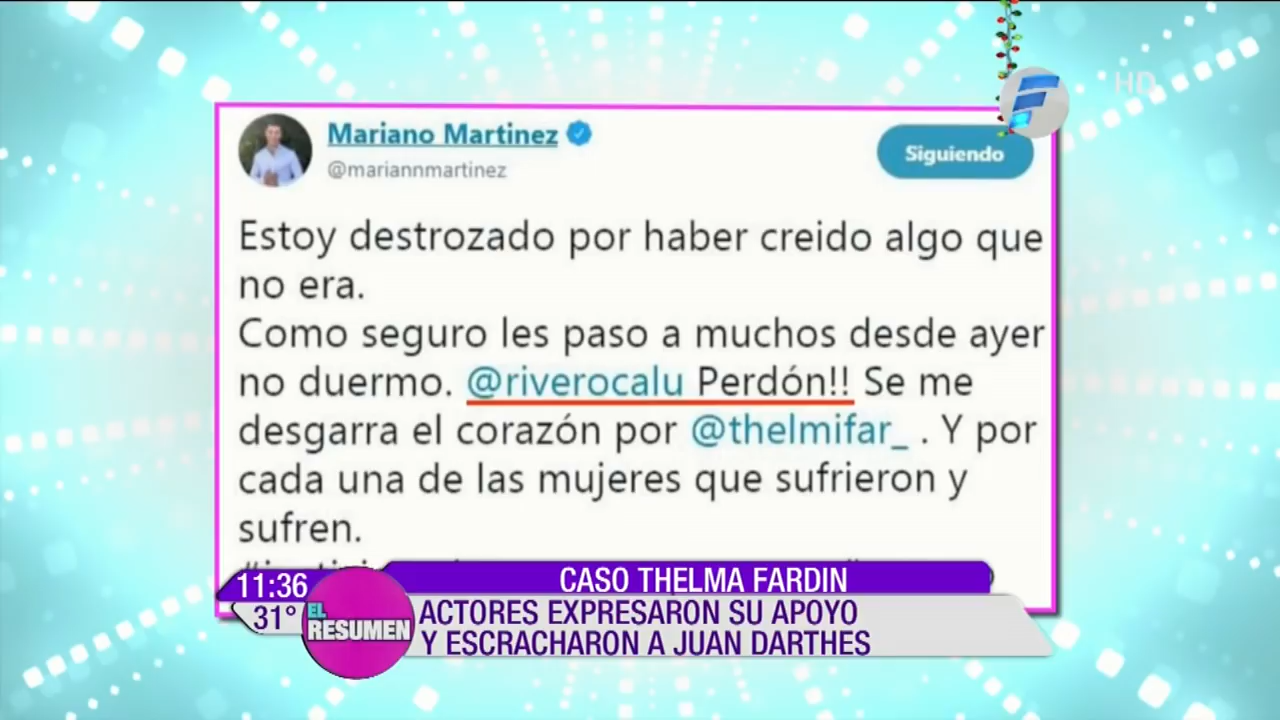 HD
Mariano Martinez
@mariannmartinez
Siguiendo
Estoy destrozado por haber creido algo que
no era.
Como seguro les paso a muchos desde ayer
no duermo. @riverocalu Perdón!! Se me
desgarra el corazón por @thelmifar_ . Y por
cada una de las mujeres que sufrieron y
sufren.
11:36
31°
EL
RESUMEN
CASO THELMA FARDIN
ACTORES EXPRESARON SU APOYO
Y ESCRACHARON A JUAN DARTHES